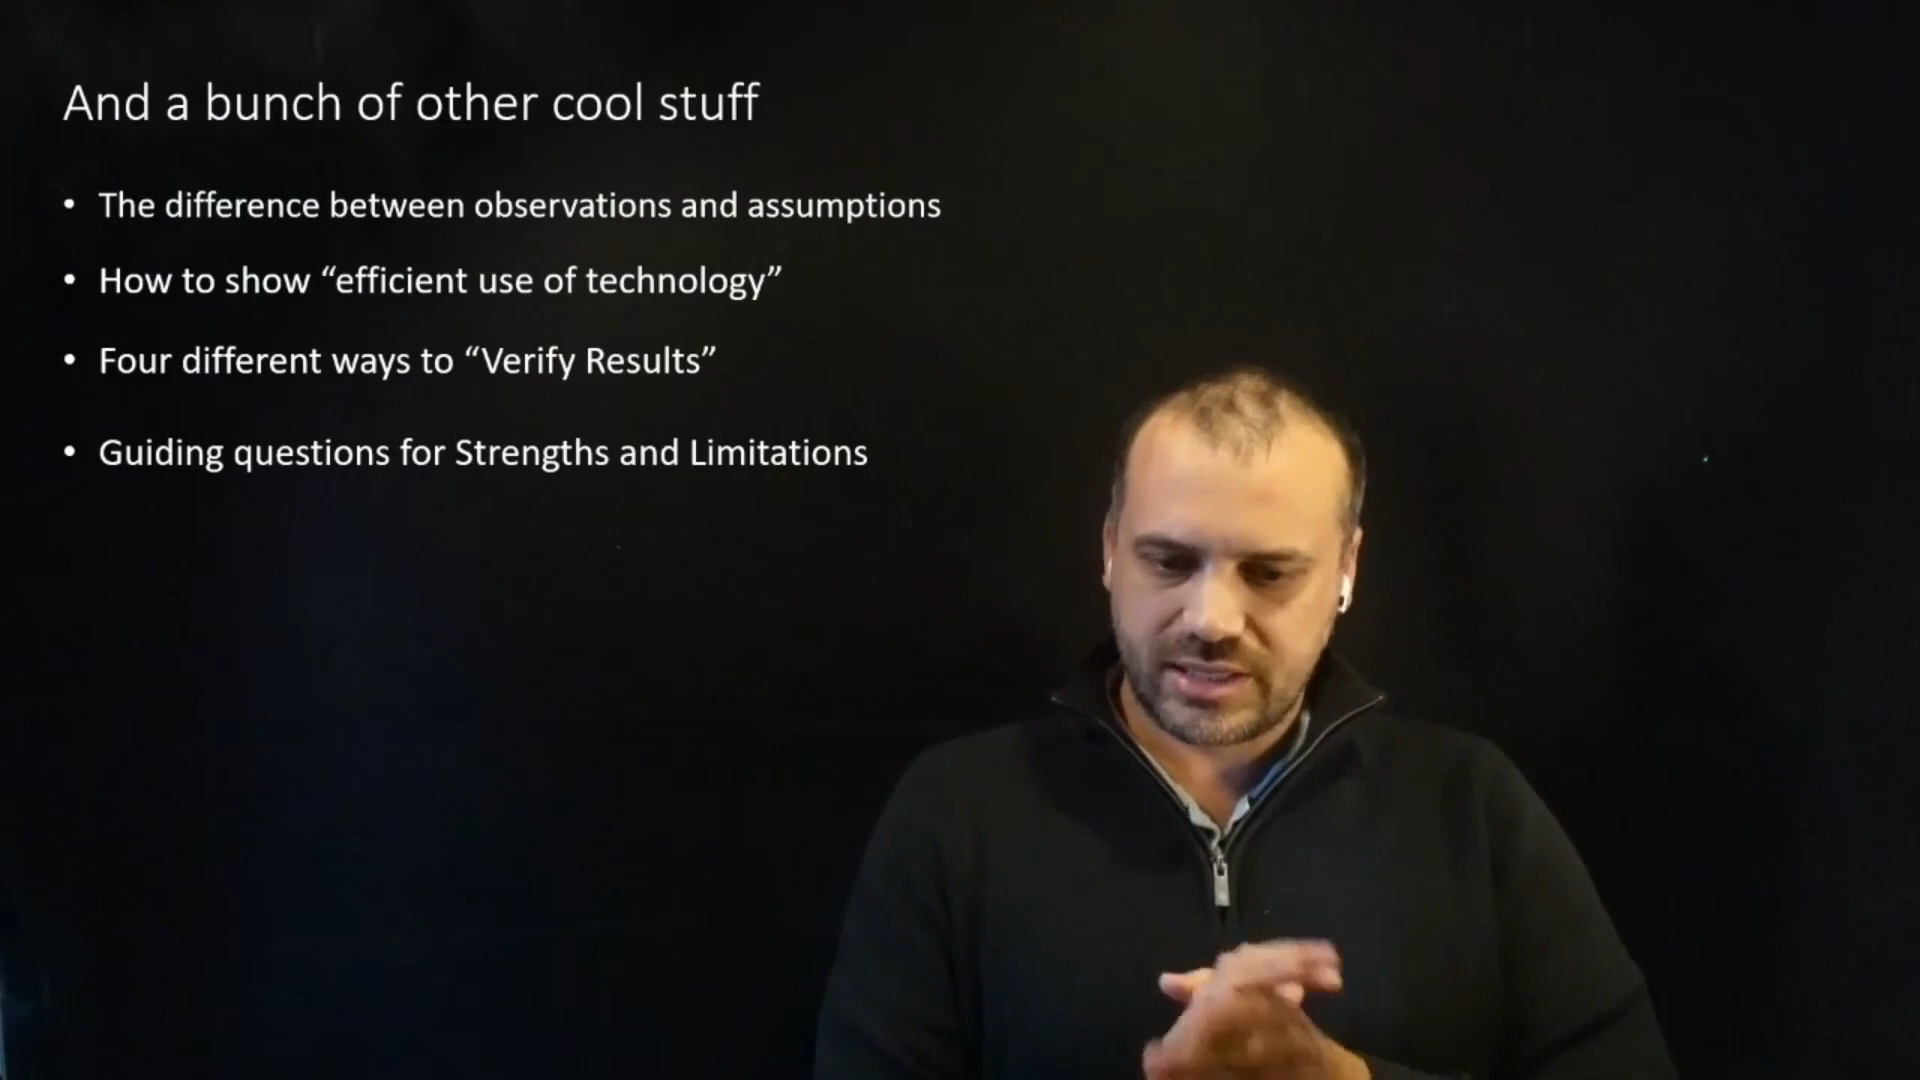 And a bunch of other cool stuff
• The difference between observations and assumptions
• How to show “efficient use of technology”
• Four different ways to “Verify Results”
• Guiding questions for Strengths and Limitations